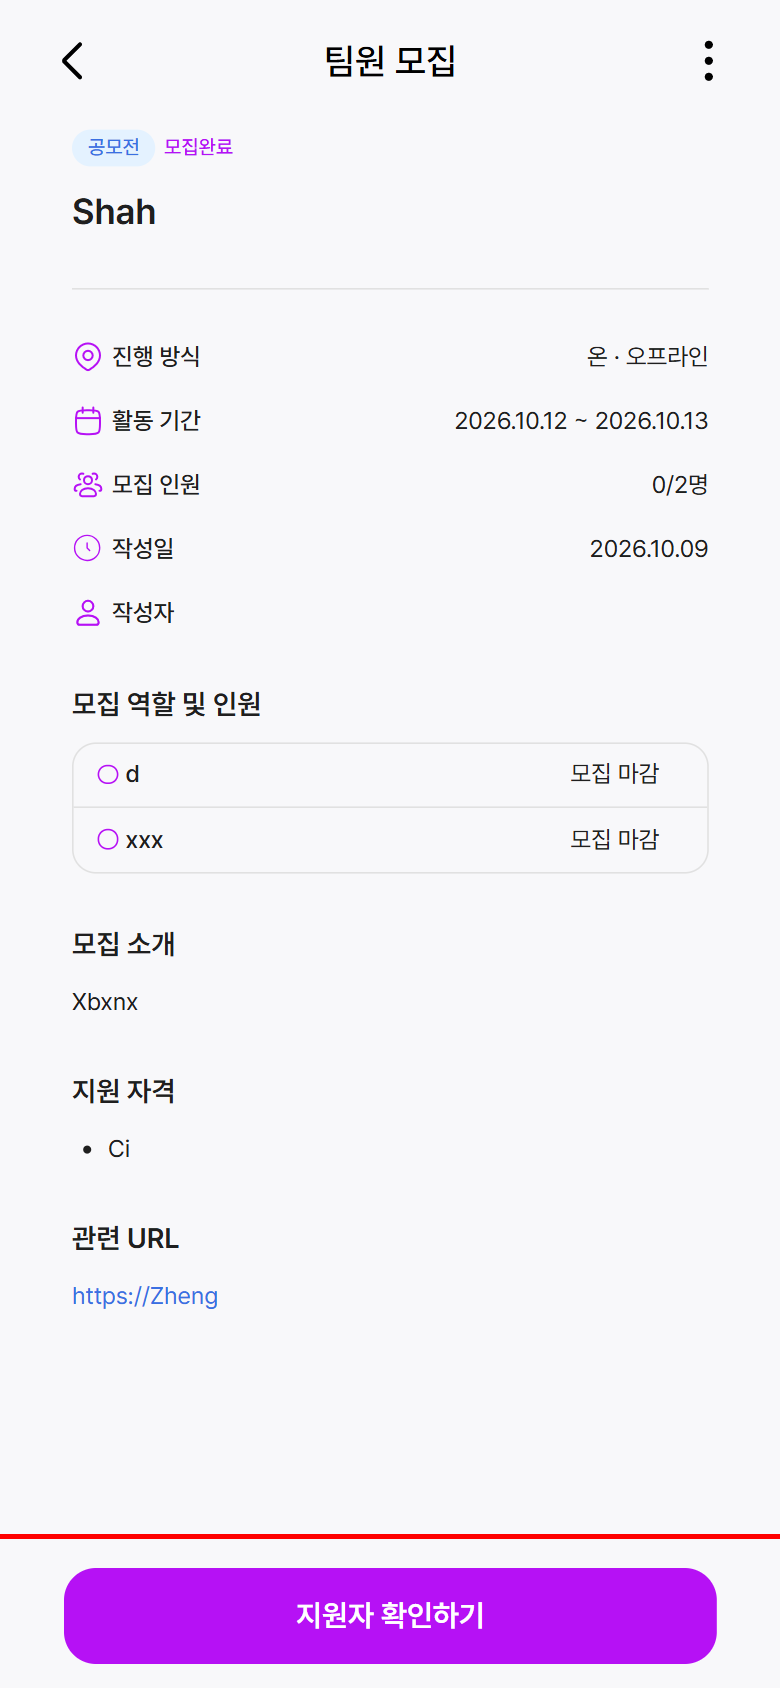 팀원 모집
공모전 모집완료
Shah
진행 방식 온 · 오프라인
활동 기간 2026.10.12 ~ 2026.10.13
모집 인원 0/2명
작성일 2026.10.09
작성자
모집 역할 및 인원
d 모집 마감
xxx 모집 마감
모집 소개
Xbxnx
지원 자격
• Ci
관련 URL
https://Zheng
지원자 확인하기